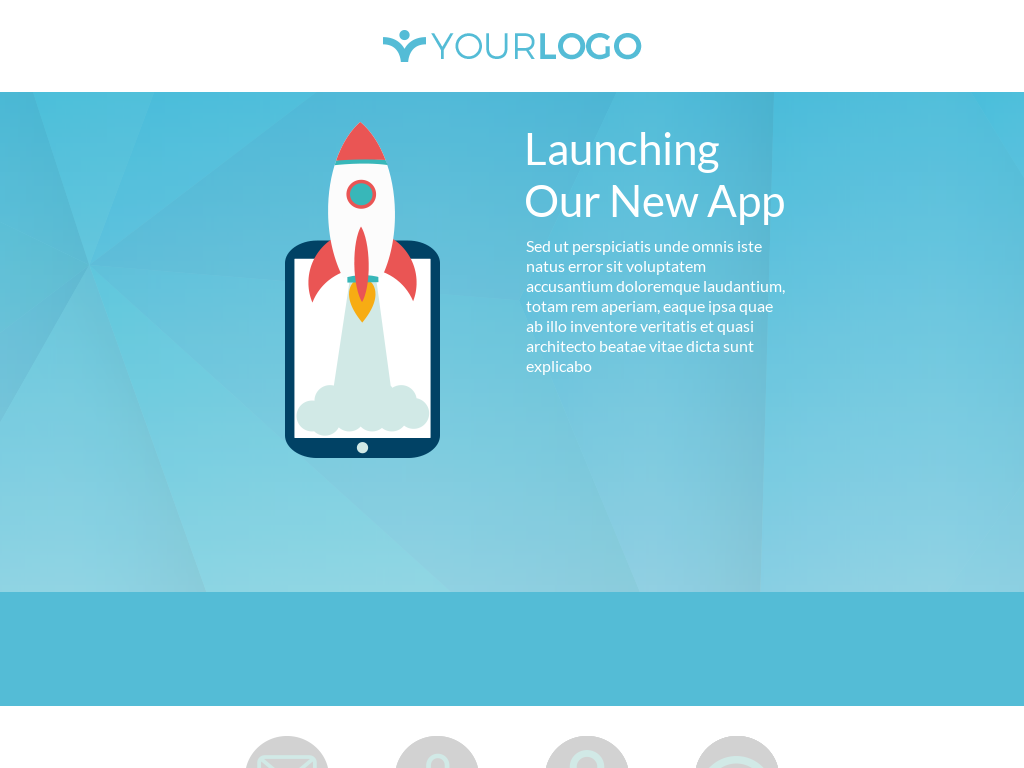 YOURLOGO
Launching
Our New App
Sed ut perspiciatis unde omnis iste
natus error sit voluptatem
accusantium doloremque laudantium,
totam rem aperiam, eaque ipsa quae
ab illo inventore veritatis et quasi
architecto beatae vitae dicta sunt
explicabo